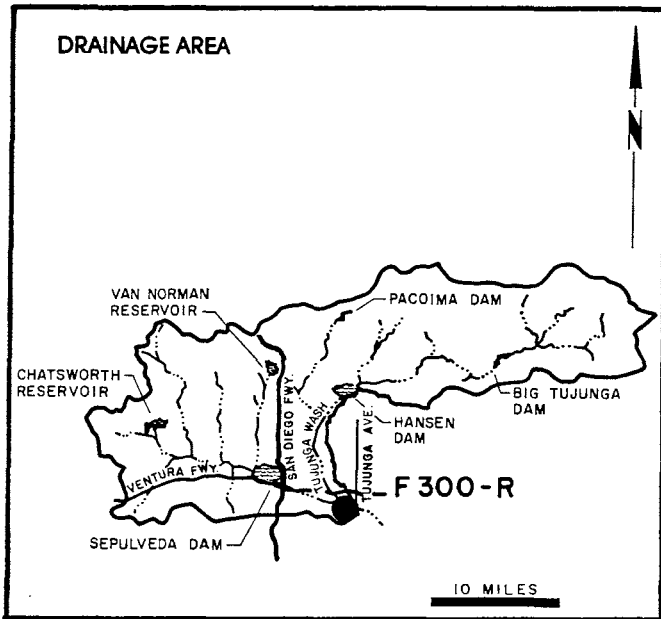 DRAINAGE AREA
N
VAN NORMAN
RESERVOIR
PACOIMA DAM
CHATSWORTH
RESERVOIR
SAN DIEGO FWY.
TUJUNGA WASH
TUJUNGA AVE.
HANSEN
DAM
BIG TUJUNGA
DAM
VENTURA FWY.
F 300-R
SEPULVEDA DAM
10 MILES